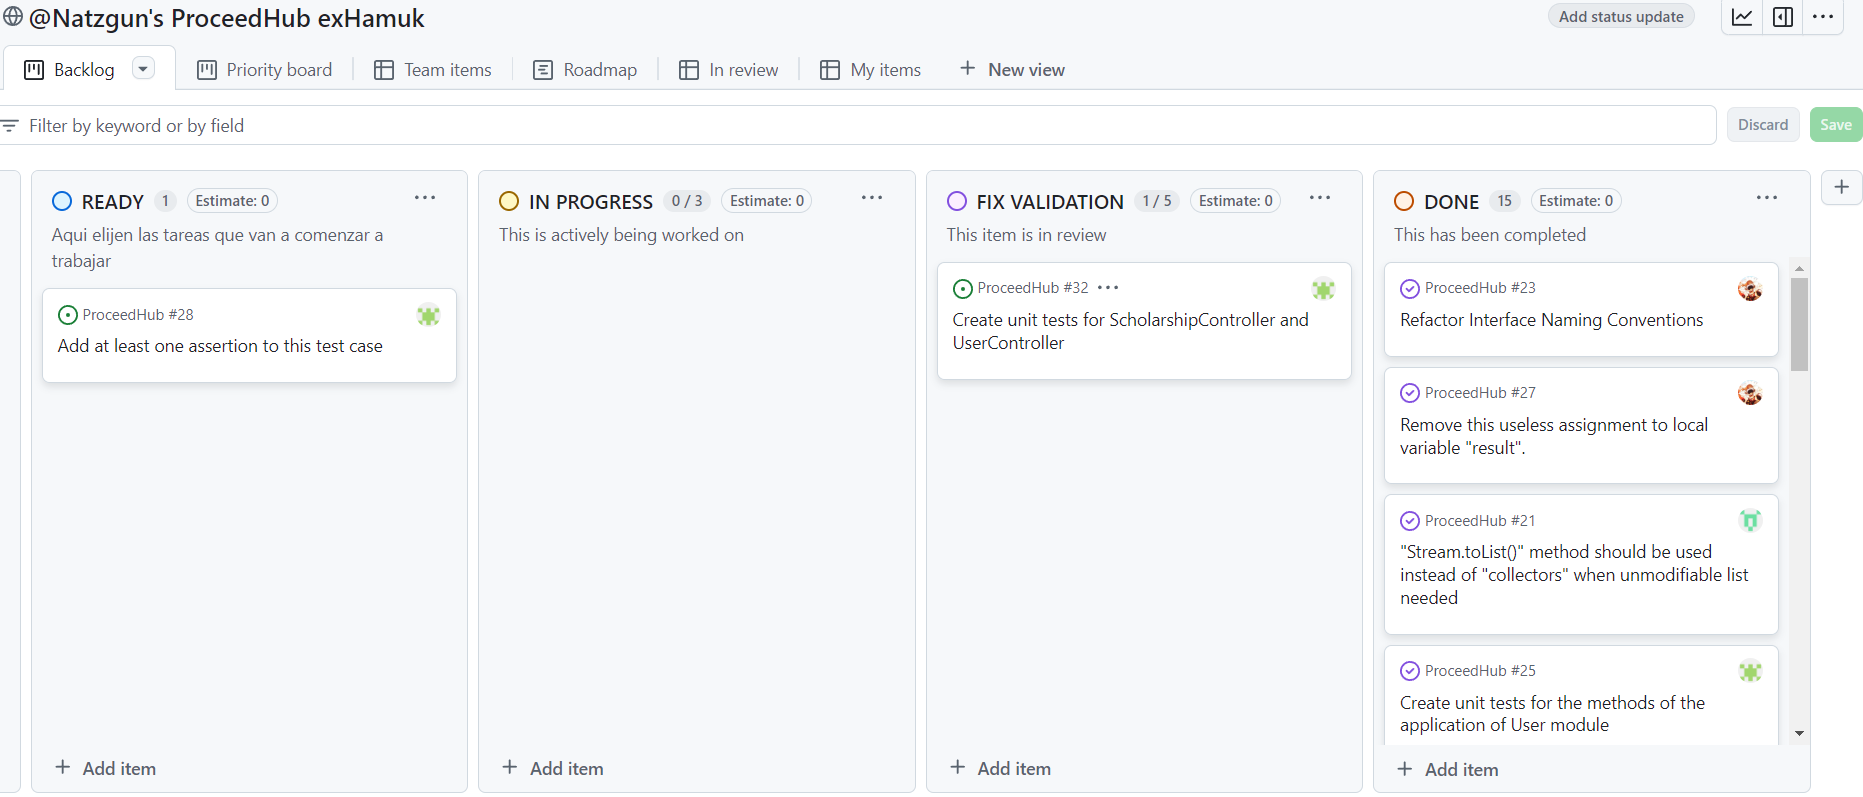 @Natzgun's ProceedHub exHamuk
Add status update
Backlog
Priority board
Team items
Roadmap
In review
My items
New view
Filter by keyword or by field
Discard
Save
READY 1 Estimate: 0
Aqui elijen las tareas que van a comenzar a
trabajar
ProceedHub #28
Add at least one assertion to this test case
Add item
IN PROGRESS 0 / 3 Estimate: 0
This is actively being worked on
Add item
FIX VALIDATION 1 / 5 Estimate: 0
This item is in review
ProceedHub #32
Create unit tests for ScholarshipController and
UserController
Add item
DONE 15 Estimate: 0
This has been completed
ProceedHub #23
Refactor Interface Naming Conventions
ProceedHub #27
Remove this useless assignment to local
variable "result".
ProceedHub #21
"Stream.toList()" method should be used
instead of "collectors" when unmodifiable list
needed
ProceedHub #25
Create unit tests for the methods of the
application of User module
Add item